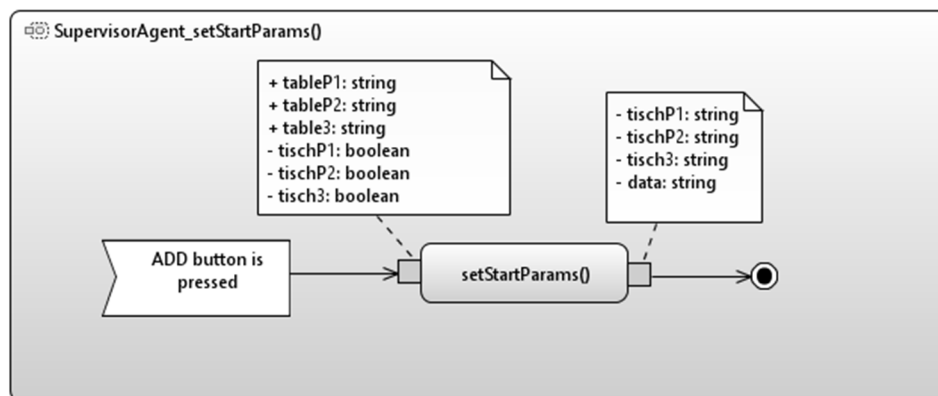 SupervisorAgent_setStartParams()
+ tableP1: string
+ tableP2: string
+ table3: string
- tischP1: boolean
- tischP2: boolean
- tisch3: boolean
- tischP1: string
- tischP2: string
- tisch3: string
- data: string
ADD button is
pressed
setStartParams()